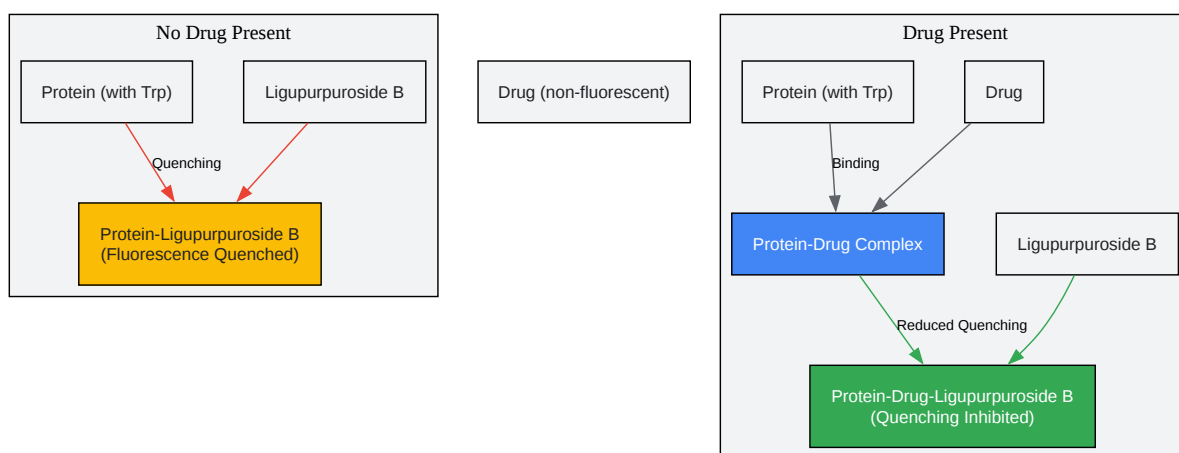 No Drug Present
Protein (with Trp)
Ligupurpuroside B
Quenching
Protein-Ligupurpuroside B
(Fluorescence Quenched)
Drug (non-fluorescent)
Drug Present
Protein (with Trp)
Drug
Binding
Protein-Drug Complex
Ligupurpuroside B
Reduced Quenching
Protein-Drug-Ligupurpuroside B
(Quenching Inhibited)